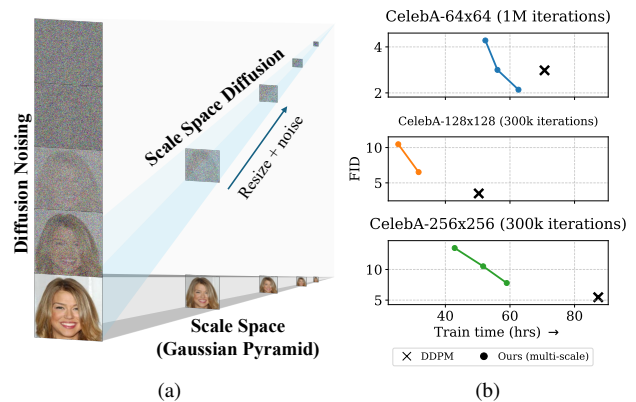 Diffusion Noising
Scale Space Diffusion
Resize + noise
Scale Space
(Gaussian Pyramid)
(a)
CelebA-64x64 (1M iterations)
4
2
CelebA-128x128 (300k iterations)
10
5
FID
CelebA-256x256 (300k iterations)
10
5
40 60 80
Train time (hrs) →
DDPM Ours (multi-scale)
(b)